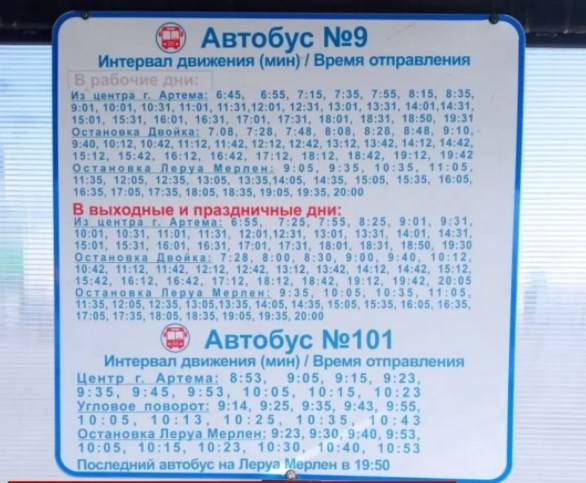 Автобус №9
Интервал движения (мин) / Время отправления
В рабочие дни:
Из центра г. Артема: 6:45, 6:55, 7:15, 7:35, 7:55, 8:15, 8:35,
9:01, 10:01, 10:31, 11:01, 11:31,12:01, 12:31, 13:01, 13:31, 14:01,14:31,
15:01, 15:31, 16:01, 16:31, 17:01, 17:31, 18:01, 18:31, 18:50, 19:31
Остановка Двойка: 7.08, 7:28, 7:48, 8:08, 8:28, 8:48, 9:10,
9:40, 10:12, 10:42, 11:12, 11:42, 12:12, 12:42, 13:12, 13:42, 14:12, 14:42,
15:12, 15:42, 16:12, 16:42, 17:12, 18:12, 18:42, 19:12, 19:42
Остановка Леруа Мерлен: 9:05, 9:35, 10:35, 11:05,
11:35, 12:05, 12:35, 13:05, 13:35,14:05, 14:35, 15:05, 15:35, 16:05,
16:35, 17:05, 17:35, 18:05, 18:35, 19:05, 19:35, 20:00
В выходные и праздничные дни:
Из центра г. Артема: 6:55, 7:25, 7:55, 8:25, 9:01, 9:31,
10:01, 10:31, 11:01, 11:31, 12:01,12:31, 13:01, 13:31, 14:01, 14:31,
15:01, 15:31, 16:01, 16:31, 17:01, 17:31, 18:01, 18:31, 18:50, 19:30
Остановка Двойка: 7:28, 8:00, 8:30, 9:00, 9:40, 10:12,
10:42, 11:12, 11:42, 12:12, 12:42, 13:12, 13:42, 14:12, 14:42, 15:12,
15:42, 16:12, 16:42, 17:12, 18:12, 18:42, 19:12, 19:42, 20:05
Остановка Леруа Мерлен: 9:35, 10:05, 10:35, 11:05,
11:35, 12:05, 12:35, 13:05,13:35, 14:05, 14:35, 15:05, 15:35, 16:05, 16:35,
17:05, 17:35, 18:05, 18:35, 19:05, 19:35, 20:00
Автобус №101
Интервал движения (мин) / Время отправления
Центр г. Артема: 8:53, 9:05, 9:15, 9:23,
9:35, 9:45, 9:53, 10:05, 10:15, 10:23
Угловое поворот: 9:14, 9:25, 9:35, 9:43, 9:55,
10:05, 10:13, 10:25, 10:35, 10:43
Остановка Леруа Мерлен: 9:23, 9:30, 9:40, 9:53,
10:05, 10:15, 10:23, 10:30, 10:40, 10:53
Последний автобус на Леруа Мерлен в 19:50